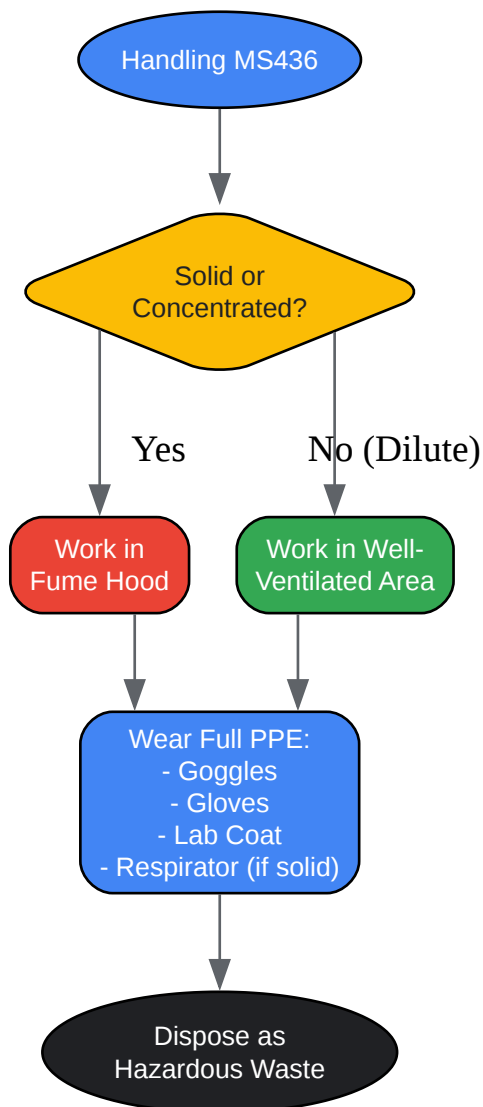 Handling MS436
Solid or
Concentrated?
Yes
No (Dilute)
Work in
Fume Hood
Work in Well-
Ventilated Area
Wear Full PPE:
- Goggles
- Gloves
- Lab Coat
- Respirator (if solid)
Dispose as
Hazardous Waste